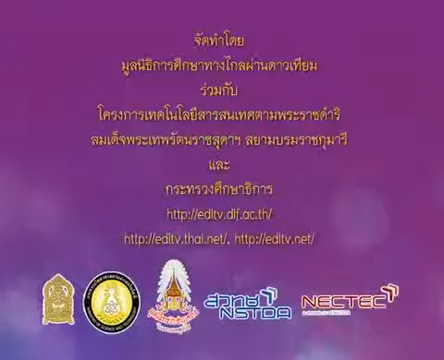 จัดทำโดย
มูลนิธิการศึกษาทางไกลผ่านดาวเทียม
ร่วมกับ
โครงการเทคโนโลยีสารสนเทศตามพระราชดำริ
สมเด็จพระเทพรัตนราชสุดาฯ สยามบรมราชกุมารี
และ
กระทรวงศึกษาธิการ
http://edltv.dlf.ac.th/
http://edltv.thai.net/, http://edltv.net/
สวทช
NSTDA
NECTEC